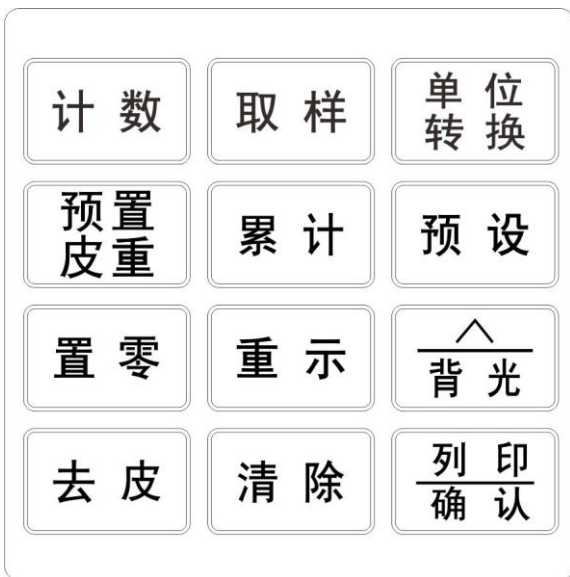 计数 取样 单位
转换
预置
皮重 累计 预设
置零 重示 ︿
背光
去皮 清除 列印
确认